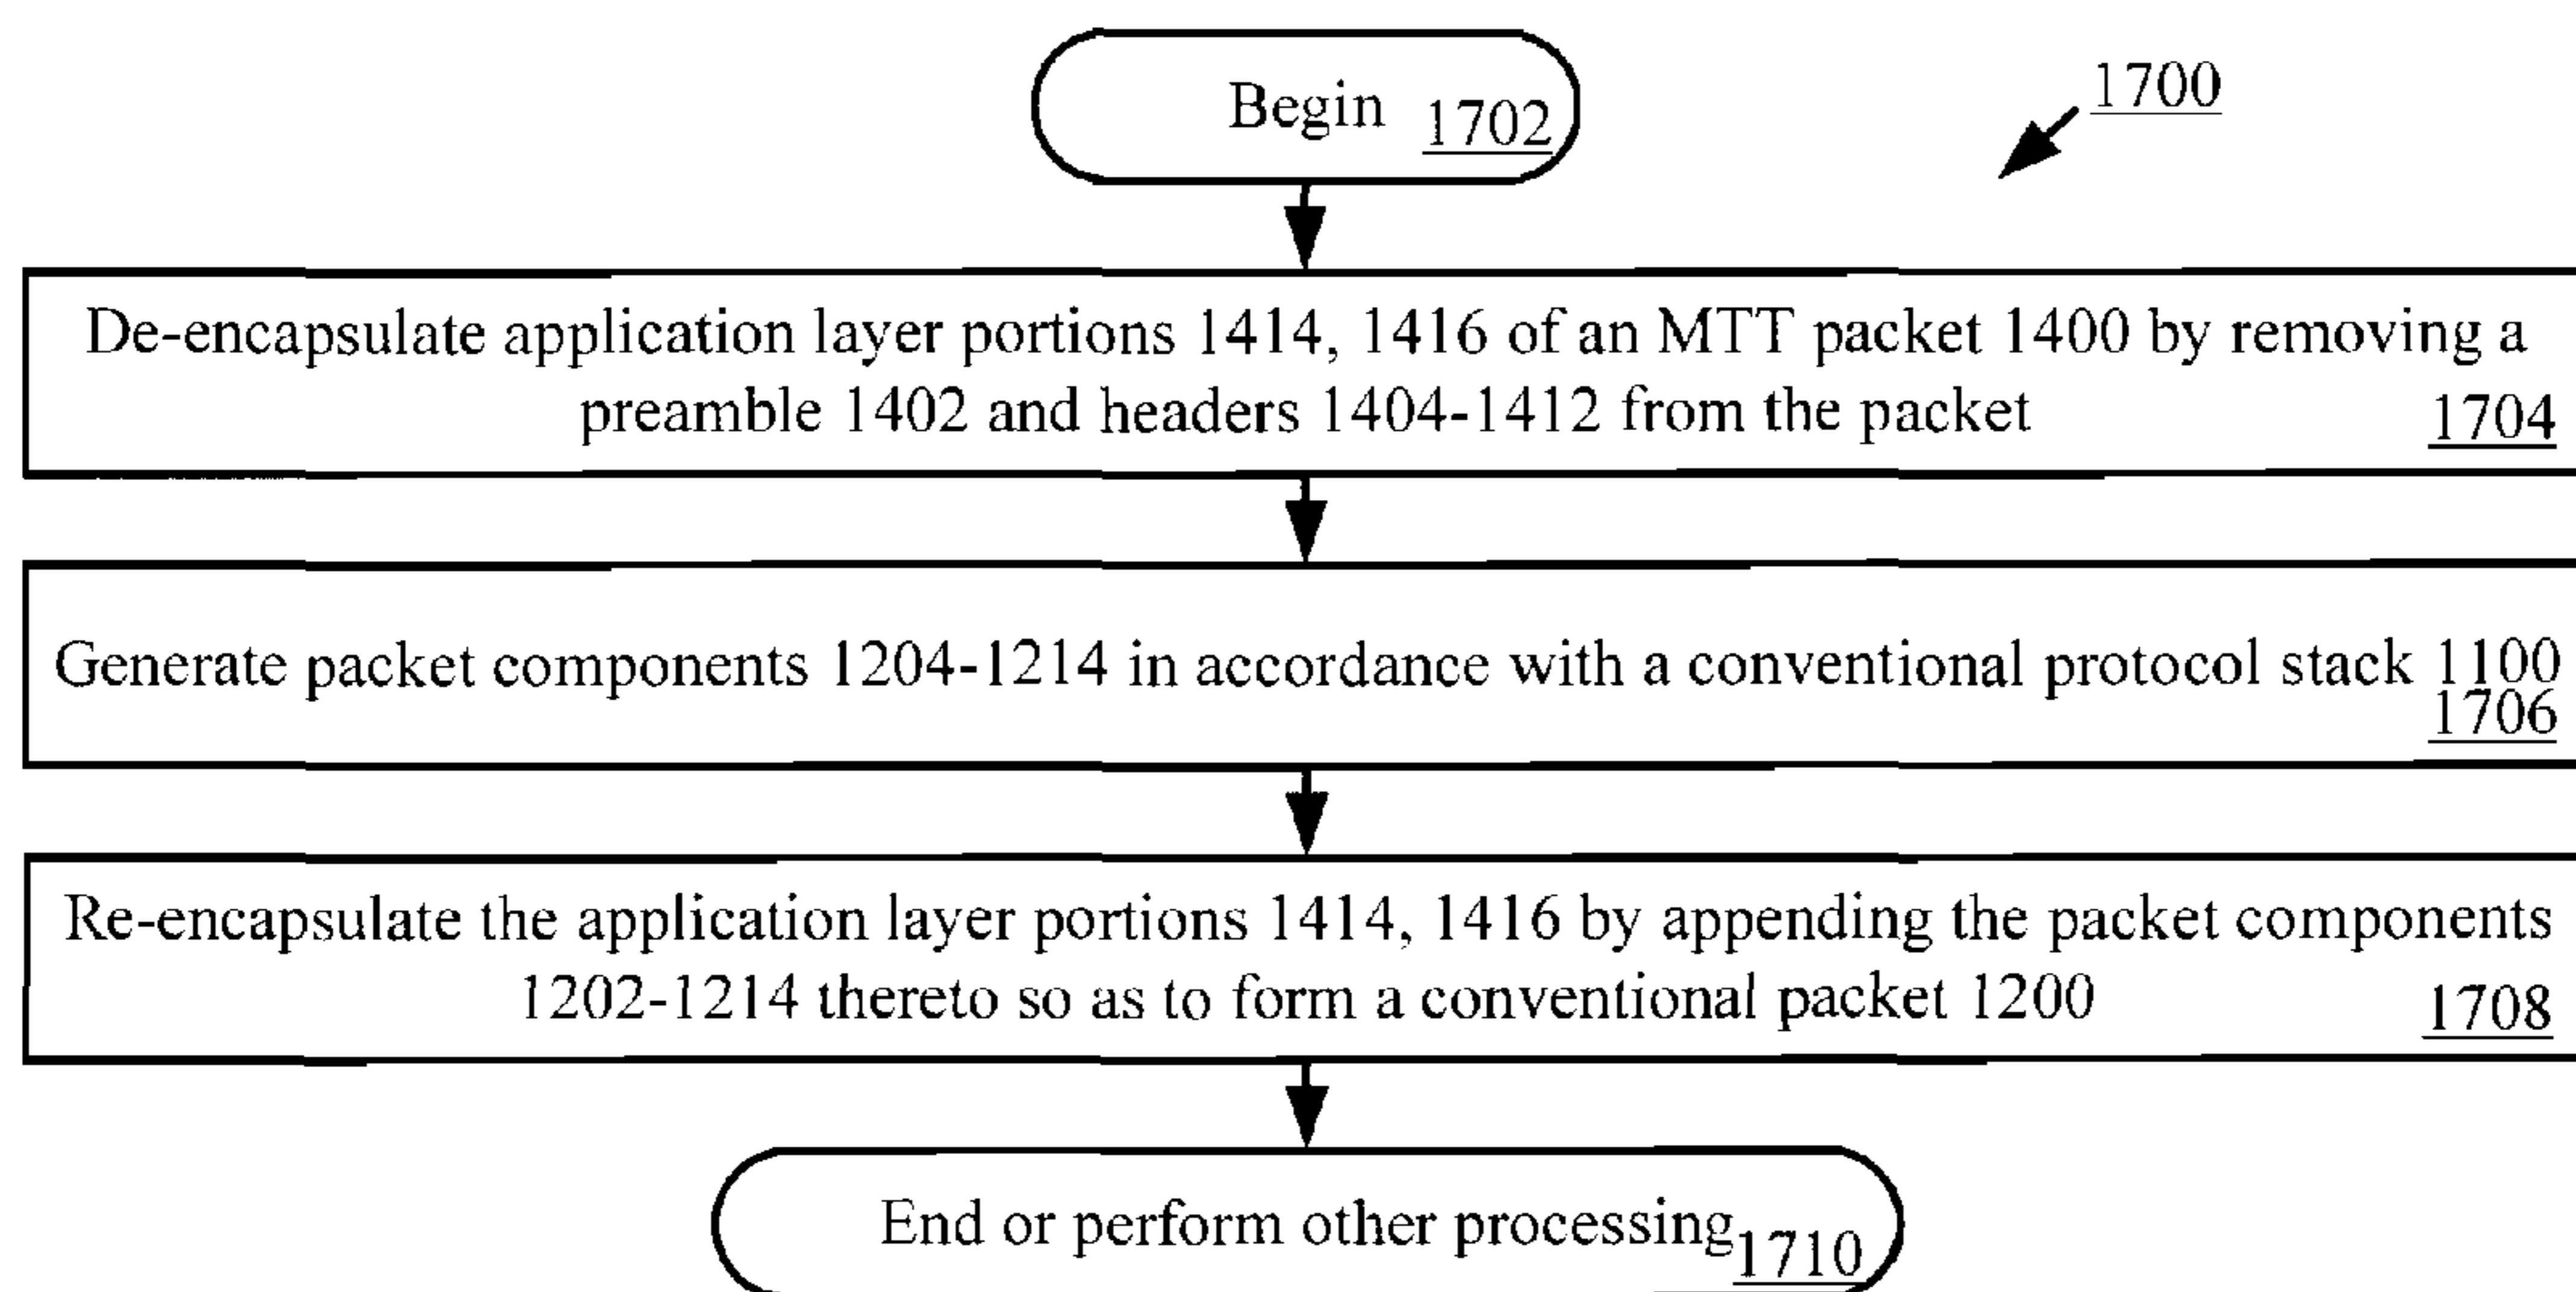 Begin 1702
1700
De-encapsulate application layer portions 1414, 1416 of an MTT packet 1400 by removing a
preamble 1402 and headers 1404-1412 from the packet
1704
Generate packet components 1204-1214 in accordance with a conventional protocol stack 1100
1706
Re-encapsulate the application layer portions 1414, 1416 by appending the packet components
1202-1214 thereto so as to form a conventional packet 1200
1708
End or perform other processing 1710